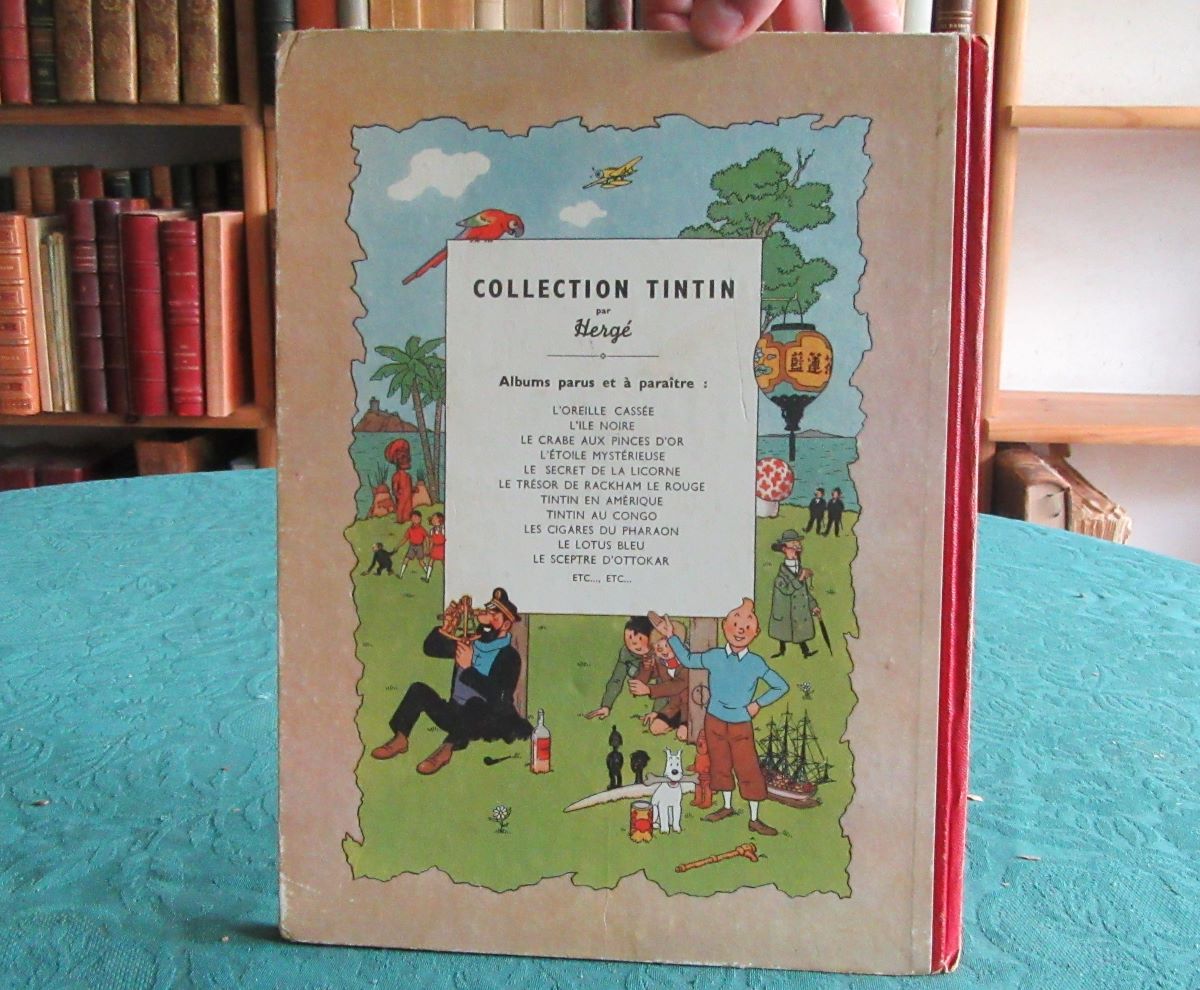 COLLECTION TINTIN
par
Hergé
Albums parus et à paraître :
L'OREILLE CASSÉE
L'ILE NOIRE
LE CRABE AUX PINCES D'OR
L'ÉTOILE MYSTÉRIEUSE
LE SECRET DE LA LICORNE
LE TRÉSOR DE RACKHAM LE ROUGE
TINTIN EN AMÉRIQUE
TINTIN AU CONGO
LES CIGARES DU PHARAON
LE LOTUS BLEU
LE SCEPTRE D'OTTOKAR
ETC..., ETC...
藍蓮